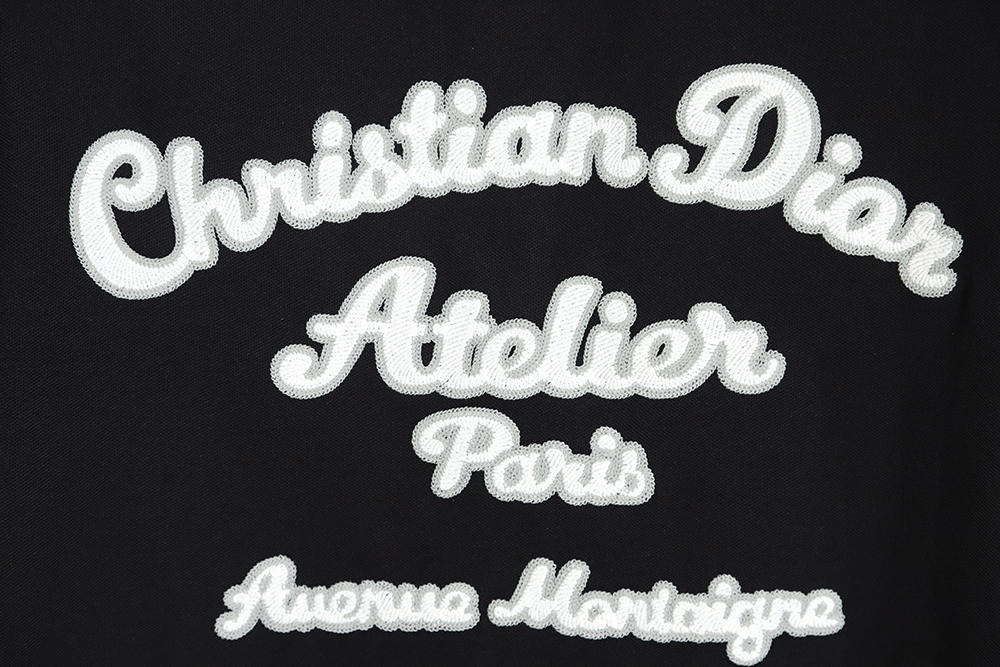 Christian Dior
Atelier
Paris
Avenue Montaigne